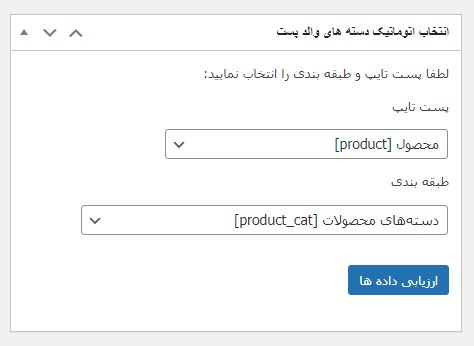 انتخاب اتوماتیک دسته های والد پست
لطفا پست تایپ و طبقه بندی را انتخاب نمایید:
پست تایپ
محصول [product]
طبقه بندی
دسته‌های محصولات [product_cat]
ارزیابی داده ها